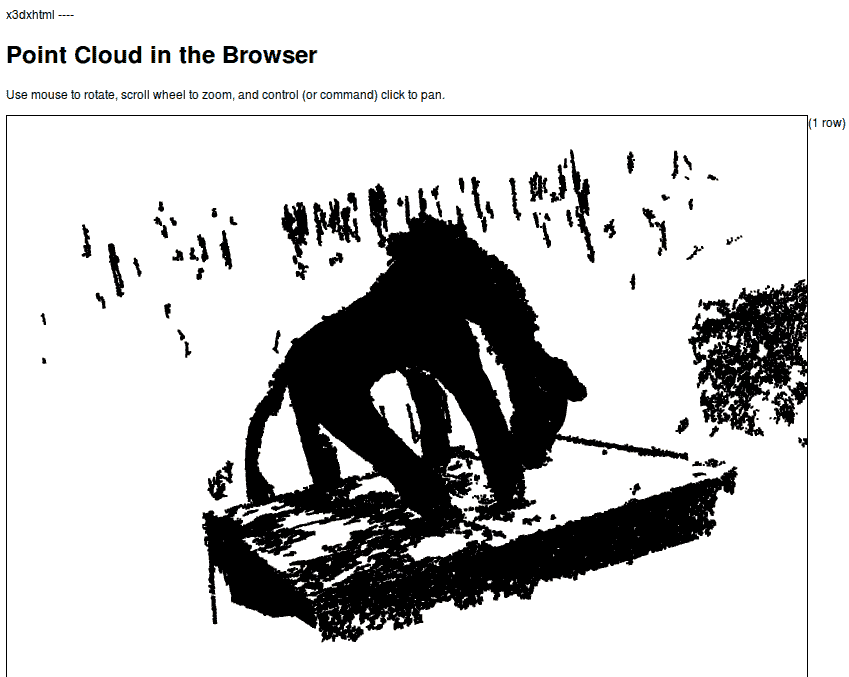 x3dxhtml ----
Point Cloud in the Browser
Use mouse to rotate, scroll wheel to zoom, and control (or command) click to pan.
(1 row)